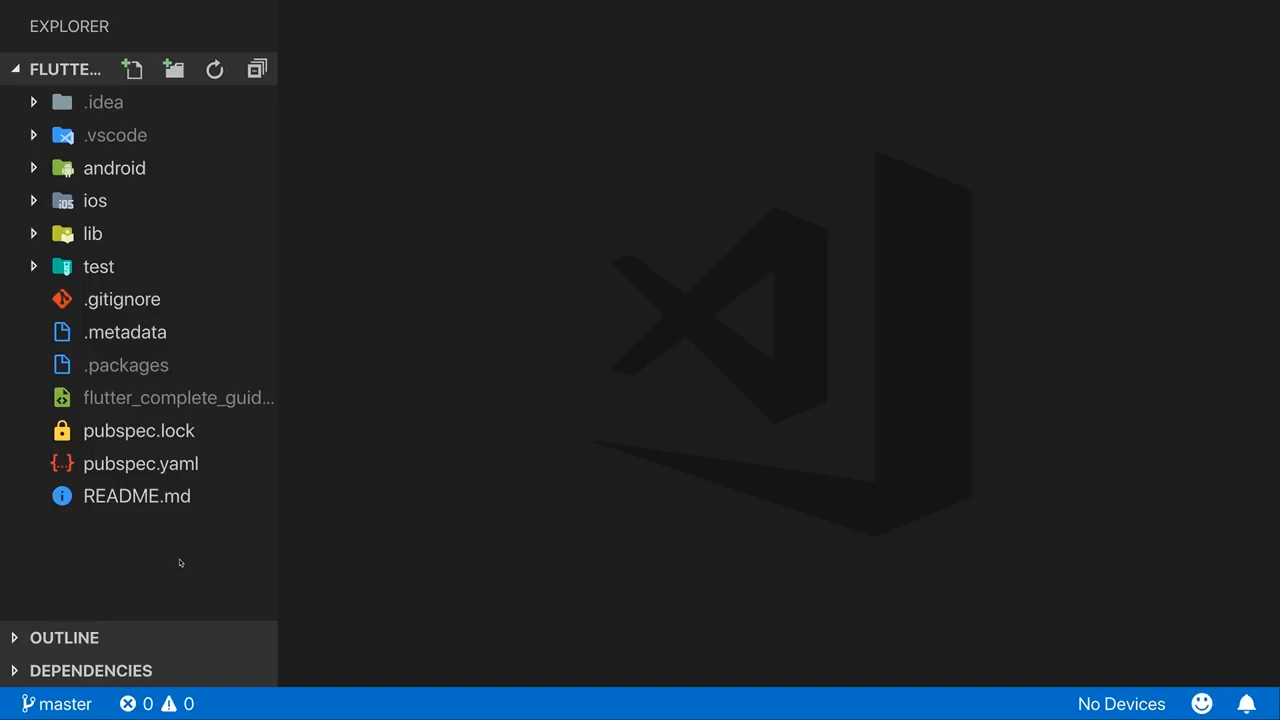 EXPLORER
FLUTTE...
.idea
.vscode
android
ios
lib
test
.gitignore
.metadata
.packages
flutter_complete_guid...
pubspec.lock
pubspec.yaml
README.md
OUTLINE
DEPENDENCIES
master 0 0 No Devices